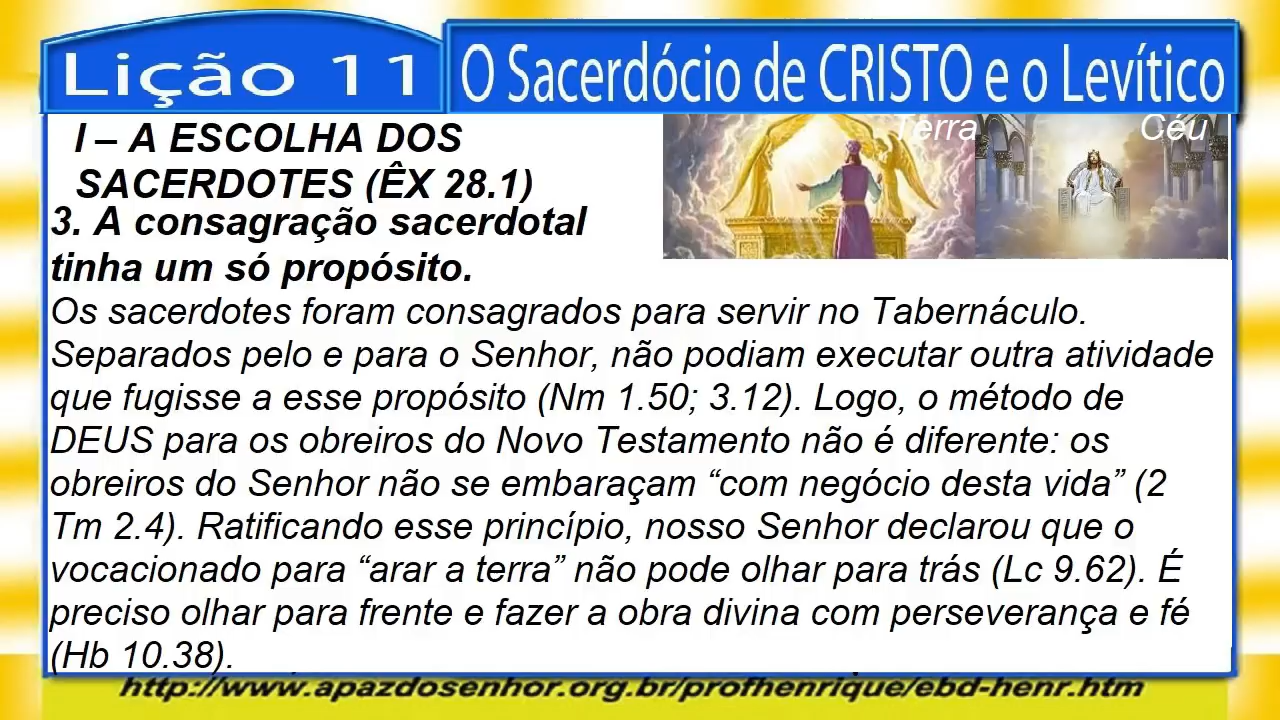 Lição 11
O Sacerdócio de CRISTO e o Levítico
Terra
Céu
I – A ESCOLHA DOS
SACERDOTES (ÊX 28.1)
3. A consagração sacerdotal
tinha um só propósito.
Os sacerdotes foram consagrados para servir no Tabernáculo.
Separados pelo e para o Senhor, não podiam executar outra atividade
que fugisse a esse propósito (Nm 1.50; 3.12). Logo, o método de
DEUS para os obreiros do Novo Testamento não é diferente: os
obreiros do Senhor não se embaraçam “com negócio desta vida” (2
Tm 2.4). Ratificando esse princípio, nosso Senhor declarou que o
vocacionado para “arar a terra” não pode olhar para trás (Lc 9.62). É
preciso olhar para frente e fazer a obra divina com perseverança e fé
(Hb 10.38).
http://www.apazdosenhor.org.br/profhenrique/ebd-henr.htm